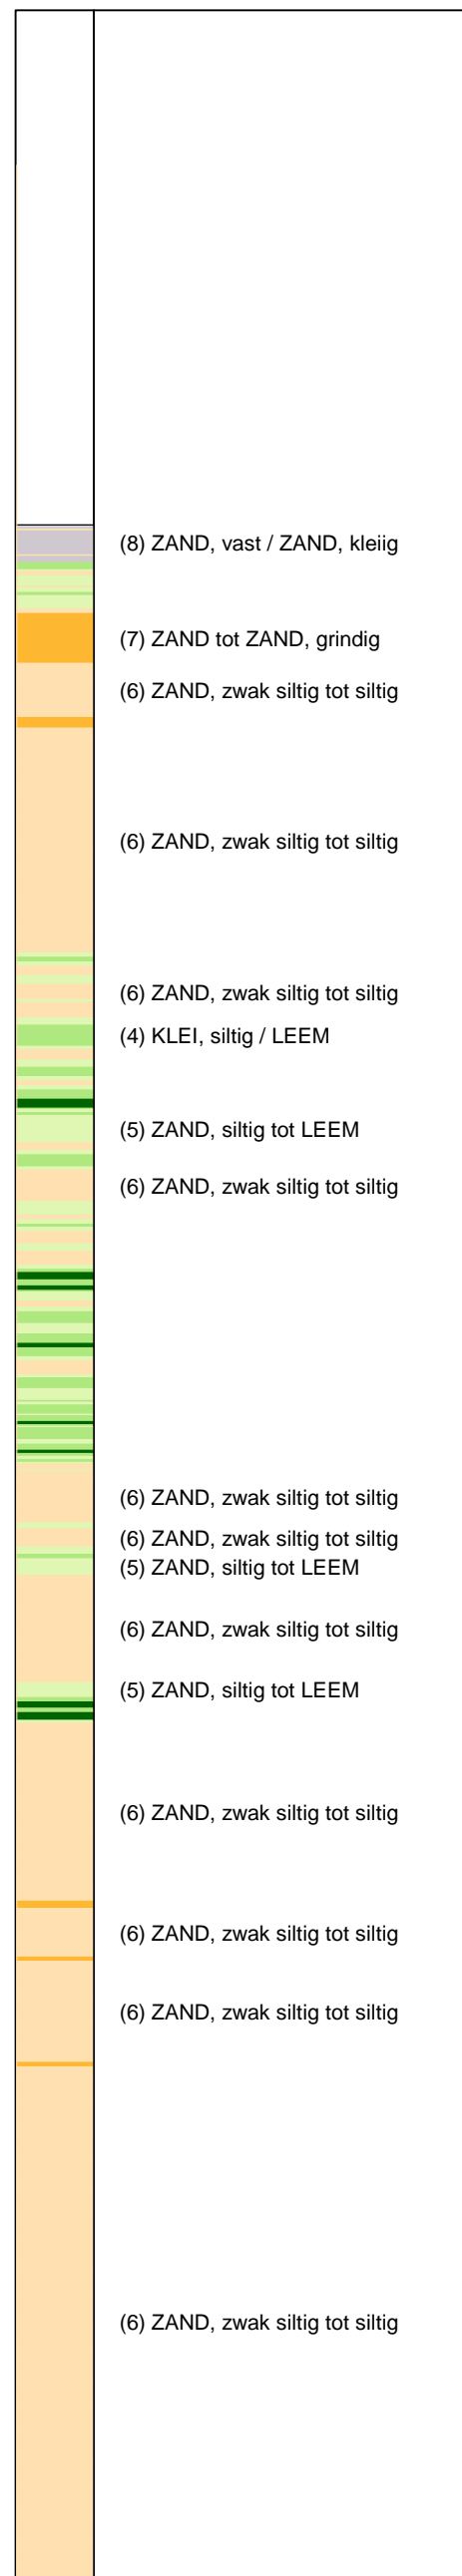 (8) ZAND, vast / ZAND, kleiig
(7) ZAND tot ZAND, grindig
(6) ZAND, zwak siltig tot siltig
(6) ZAND, zwak siltig tot siltig
(6) ZAND, zwak siltig tot siltig
(4) KLEI, siltig / LEEM
(5) ZAND, siltig tot LEEM
(6) ZAND, zwak siltig tot siltig
(6) ZAND, zwak siltig tot siltig
(6) ZAND, zwak siltig tot siltig
(5) ZAND, siltig tot LEEM
(6) ZAND, zwak siltig tot siltig
(5) ZAND, siltig tot LEEM
(6) ZAND, zwak siltig tot siltig
(6) ZAND, zwak siltig tot siltig
(6) ZAND, zwak siltig tot siltig
(6) ZAND, zwak siltig tot siltig